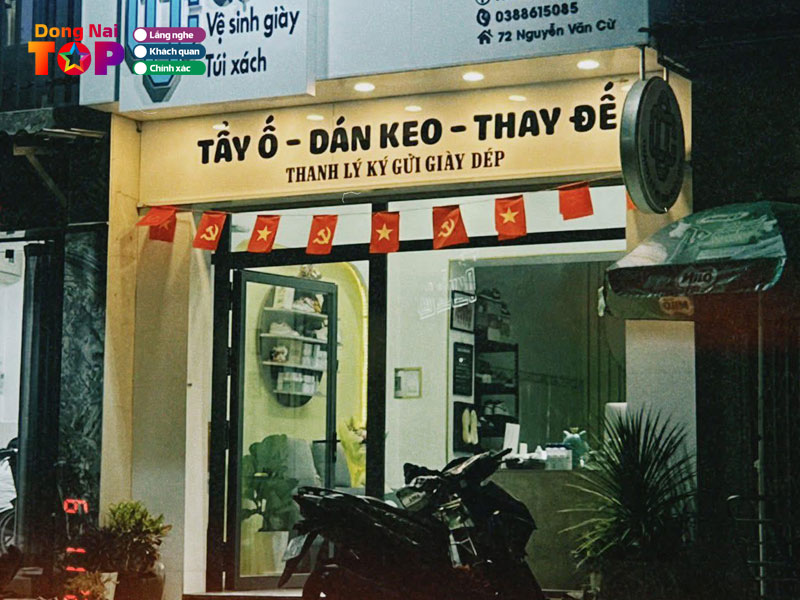 Dong Nai
TOP
Lắng nghe
Khách quan
Chính xác
Vệ sinh giày
Túi xách
0388615085
72 Nguyễn Văn Cừ
TẨY Ố - DÁN KEO - THAY ĐẾ
THANH LÝ KÝ GỬI GIÀY DÉP
MILO
MILO